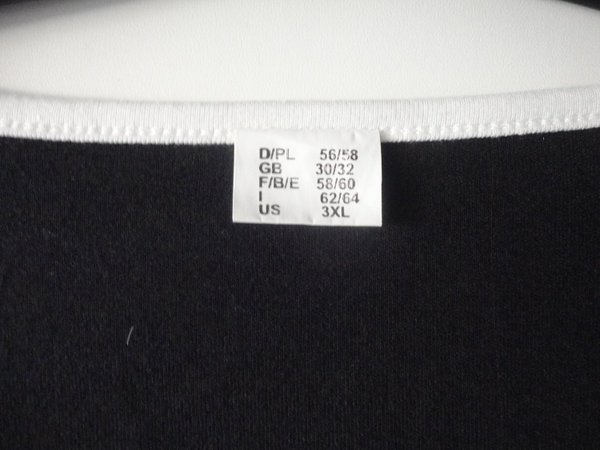 D/PL 56/58
GB 30/32
F/B/E 58/60
I 62/64
US 3XL